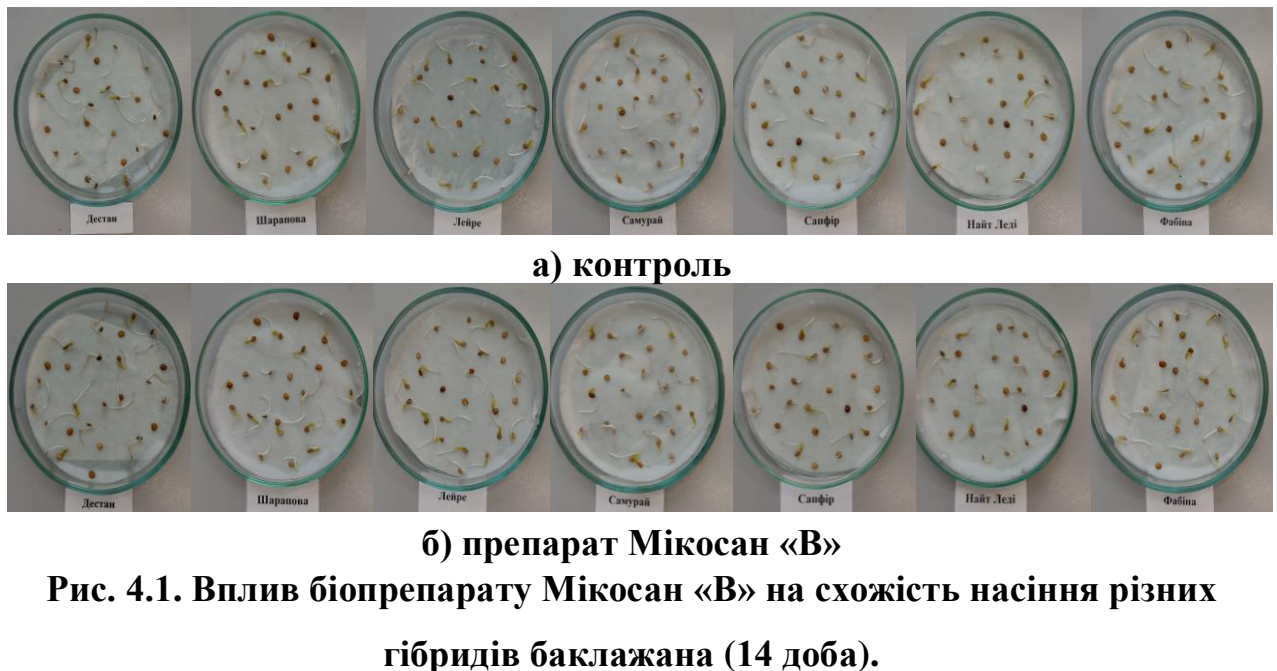 Дестан
Шарапова
Лейре
Самурай
Сапфір
Найт Леді
Фабіна
а) контроль
Дестан
Шарапова
Лейре
Самурай
Сапфір
Найт Леді
Фабіна
б) препарат Мікосан «В»
Рис. 4.1. Вплив біопрепарату Мікосан «В» на схожість насіння різних
гібридів баклажана (14 доба).